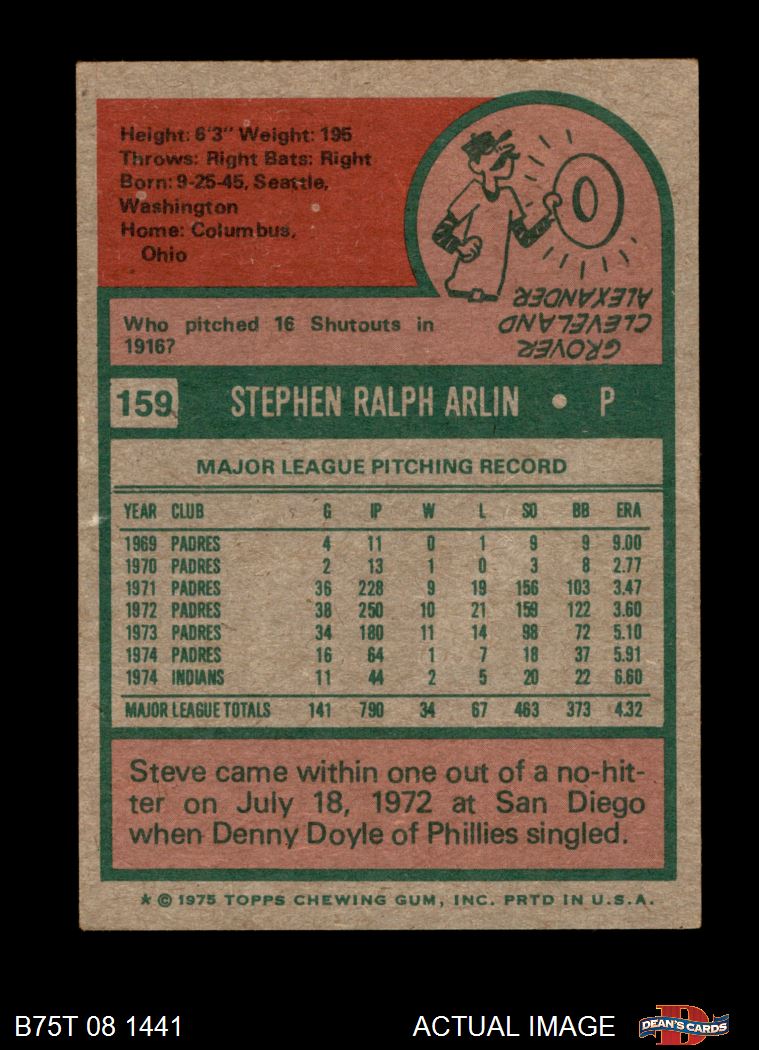 Height: 6'3" Weight: 195
Throws: Right Bats: Right
Born: 9-25-45, Seattle,
Washington
Home: Columbus,
Ohio
0
Who pitched 16 Shutouts in
1916?
GROVER
CLEVELAND
ALEXANDER
159 STEPHEN RALPH ARLIN • P
MAJOR LEAGUE PITCHING RECORD
YEAR CLUB G IP W L SO BB ERA
1969 PADRES 4 11 0 1 9 9 9.00
1970 PADRES 2 13 1 0 3 8 2.77
1971 PADRES 36 228 9 19 156 103 3.47
1972 PADRES 38 250 10 21 159 122 3.60
1973 PADRES 34 180 11 14 98 72 5.10
1974 PADRES 16 64 1 7 18 37 5.91
1974 INDIANS 11 44 2 5 20 22 6.60
MAJOR LEAGUE TOTALS 141 790 34 67 463 373 4.32
Steve came within one out of a no-hit-
ter on July 18, 1972 at San Diego
when Denny Doyle of Phillies singled.
* © 1975 TOPPS CHEWING GUM, INC. PRTD IN U.S.A.
B75T 08 1441 ACTUAL IMAGE
D
DEAN'S CARDS